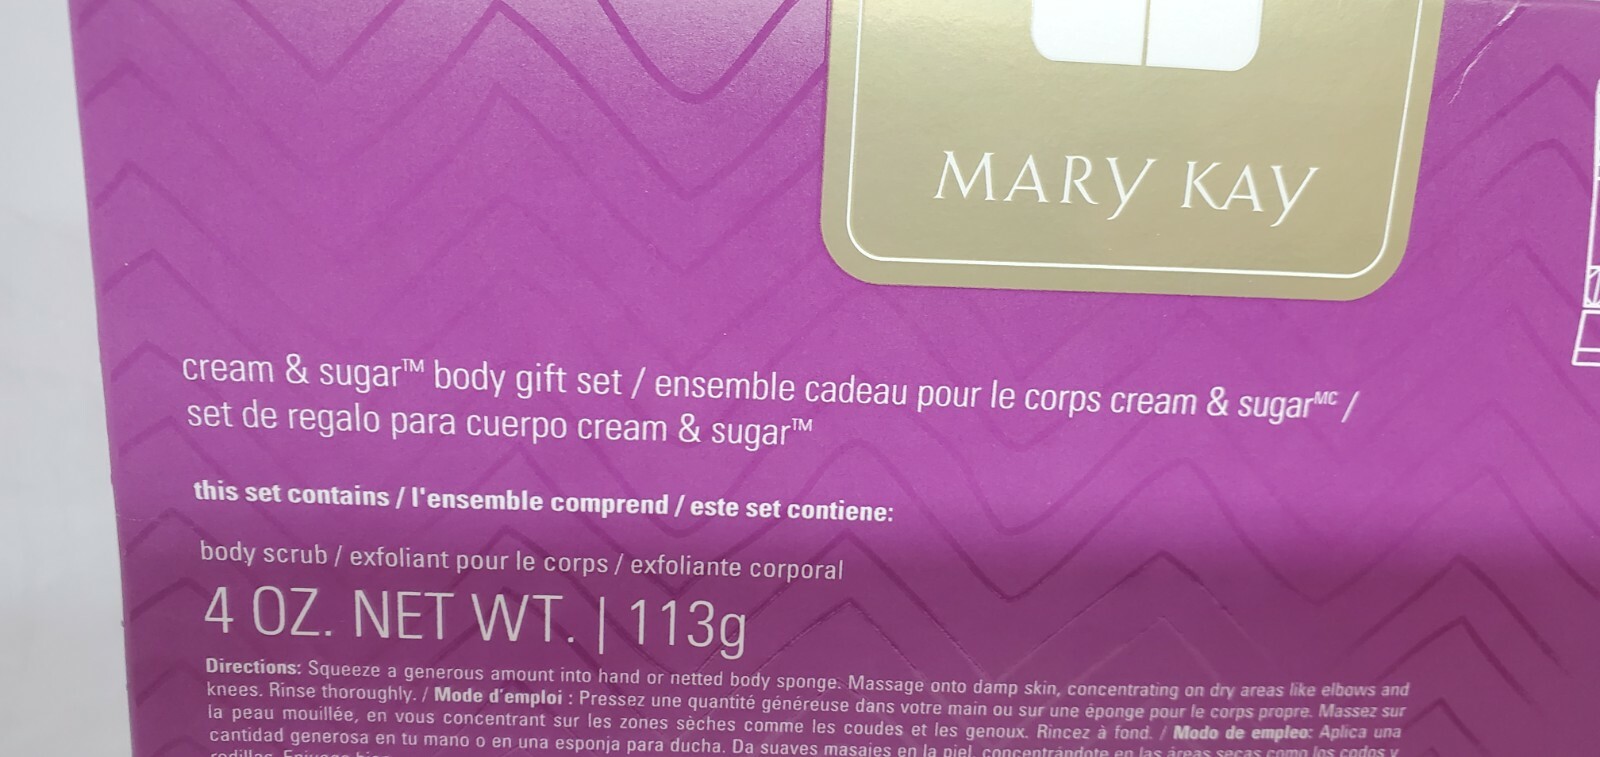 MARY KAY
cream & sugar™ body gift set / ensemble cadeau pour le corps cream & sugarᴹᶜ /
set de regalo para cuerpo cream & sugar™
this set contains / l'ensemble comprend / este set contiene:
body scrub / exfoliant pour le corps / exfoliante corporal
4 OZ. NET WT. | 113g
Directions: Squeeze a generous amount into hand or netted body sponge. Massage onto damp skin, concentrating on dry areas like elbows and
knees. Rinse thoroughly. / Mode d'emploi : Pressez une quantité généreuse dans votre main ou sur une éponge pour le corps propre. Massez sur
la peau mouillée, en vous concentrant sur les zones sèches comme les coudes et les genoux. Rincez à fond. / Modo de empleo: Aplica una
cantidad generosa en tu mano o en una esponja para ducha. Da suaves masajes en la piel, concentrándote en las áreas secas como los codos y